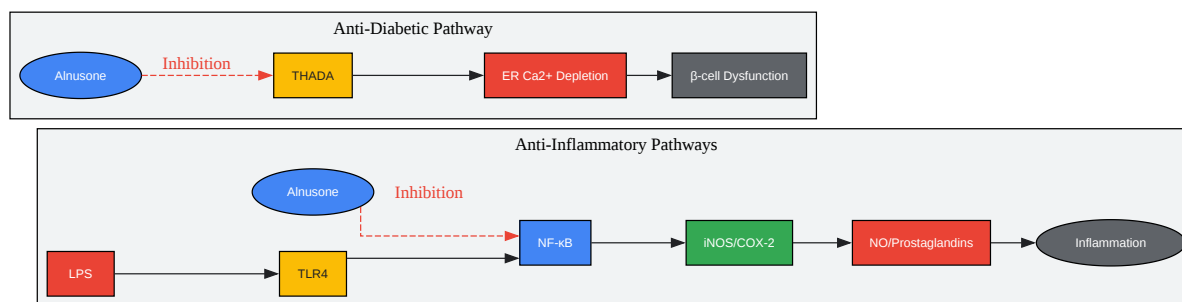 Anti-Diabetic Pathway
Alnusone
Inhibition
THADA
ER Ca2+ Depletion
β-cell Dysfunction
Anti-Inflammatory Pathways
Alnusone
Inhibition
NF-κB
iNOS/COX-2
NO/Prostaglandins
Inflammation
LPS
TLR4